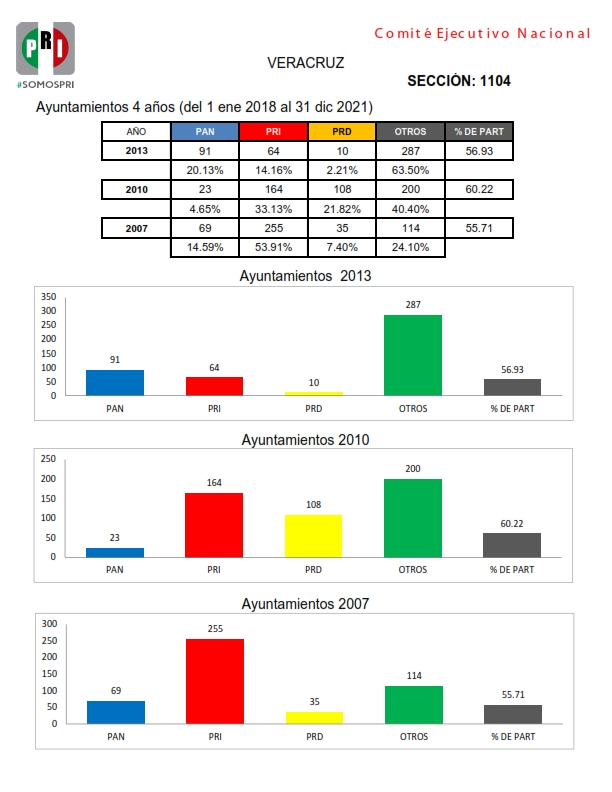 Comité Ejecutivo Nacional
PRI
#SOMOSPRI
VERACRUZ
SECCIÓN: 1104
Ayuntamientos 4 años (del 1 ene 2018 al 31 dic 2021)
AÑO PAN PRI PRD OTROS % DE PART
2013 91 64 10 287 56.93
20.13% 14.16% 2.21% 63.50%
2010 23 164 108 200 60.22
4.65% 33.13% 21.82% 40.40%
2007 69 255 35 114 55.71
14.59% 53.91% 7.40% 24.10%
Ayuntamientos 2013
350
300
250
200
150
100
50
0
91 64 10 287 56.93
PAN PRI PRD OTROS % DE PART
Ayuntamientos 2010
250
200
150
100
50
0
23 164 108 200 60.22
PAN PRI PRD OTROS % DE PART
Ayuntamientos 2007
300
250
200
150
100
50
0
69 255 35 114 55.71
PAN PRI PRD OTROS % DE PART